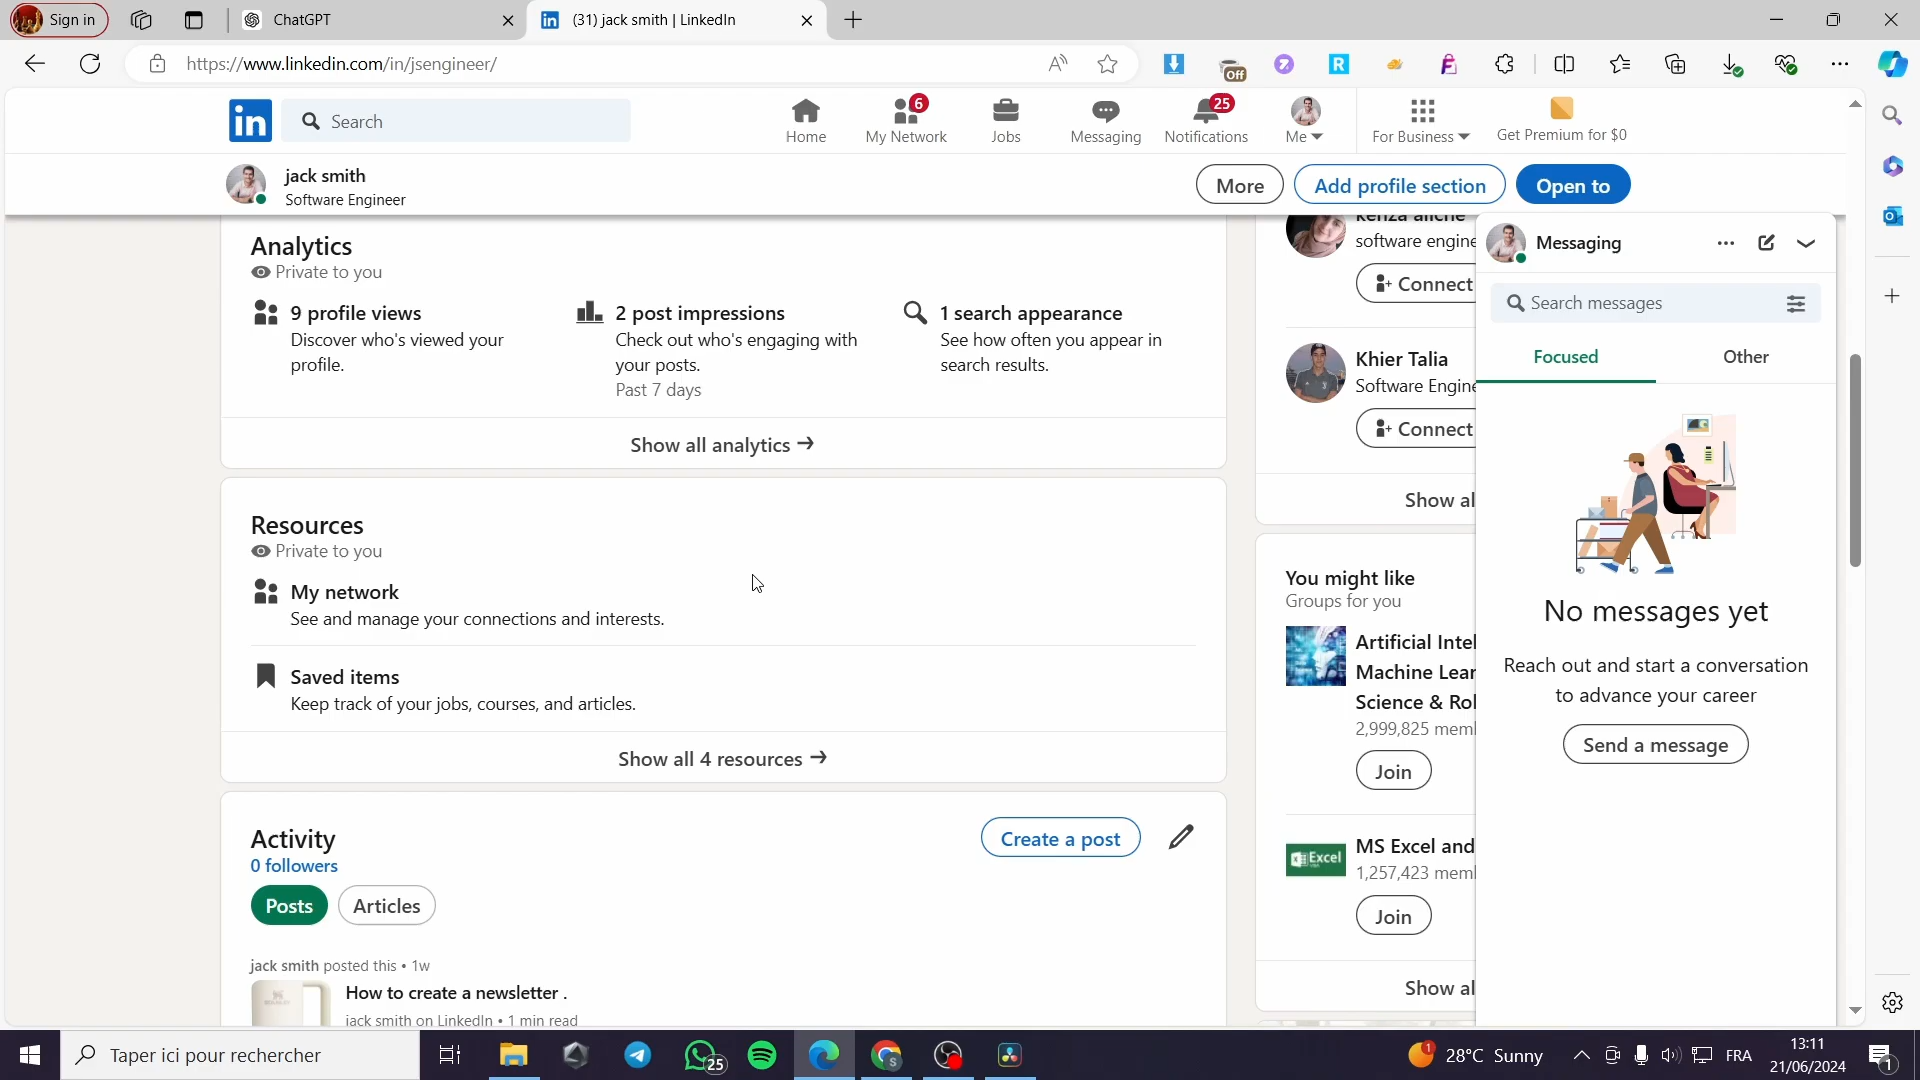 Sign in
ChatGPT
(31) jack smith | LinkedIn
https://www.linkedin.com/in/jsengineer/
Off
in
Search
Home
6
My Network
Jobs
Messaging
25
Notifications
Me
For Business
Get Premium for $0
jack smith
Software Engineer
More
Add profile section
Open to
Analytics
Private to you
9 profile views
Discover who's viewed your
profile.
2 post impressions
Check out who's engaging with
your posts.
Past 7 days
1 search appearance
See how often you appear in
search results.
Show all analytics →
Resources
Private to you
My network
See and manage your connections and interests.
Saved items
Keep track of your jobs, courses, and articles.
Show all 4 resources →
Activity
0 followers
Create a post
Posts
Articles
jack smith posted this • 1w
How to create a newsletter .
jack smith on LinkedIn • 1 min read
kenza aliche
software engine
Connect
Khier Talia
Software Engine
Connect
Show al
You might like
Groups for you
Artificial Intel
Machine Lear
Science & Rol
2,999,825 meml
Join
Excel
MS Excel and
1,257,423 meml
Join
Show al
Messaging
Search messages
Focused
Other
No messages yet
Reach out and start a conversation
to advance your career
Send a message
Taper ici pour rechercher
25
1
28°C Sunny
FRA
13:11
21/06/2024
1